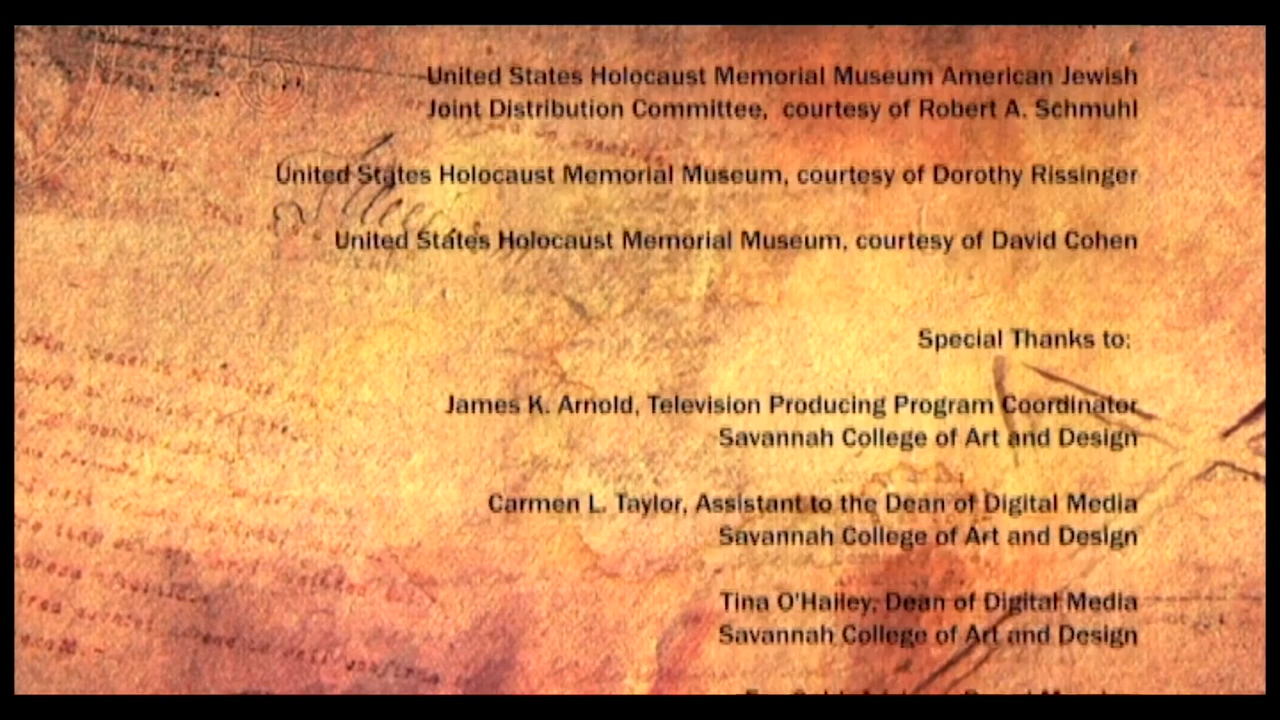 United States Holocaust Memorial Museum American Jewish
Joint Distribution Committee, courtesy of Robert A. Schmuhl
United States Holocaust Memorial Museum, courtesy of Dorothy Rissinger
United States Holocaust Memorial Museum, courtesy of David Cohen
Special Thanks to:
James K. Arnold, Television Producing Program Coordinator
Savannah College of Art and Design
Carmen L. Taylor, Assistant to the Dean of Digital Media
Savannah College of Art and Design
Tina O'Hailey, Dean of Digital Media
Savannah College of Art and Design